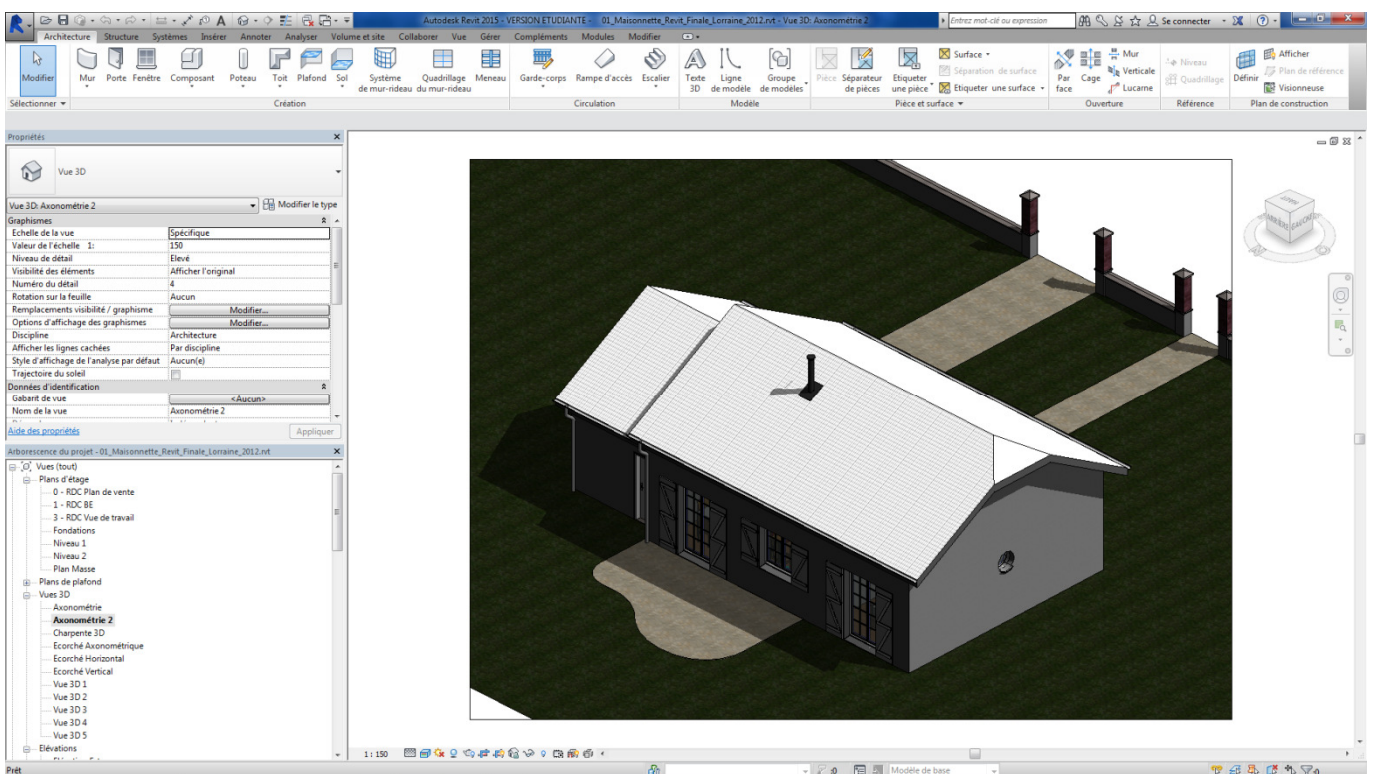 Autodesk Revit 2015 - VERSION ETUDIANTE - 01_Maisonnette_Revit_Finale_Lorraine_2012.rvt - Vue 3D: Axonométrie 2
Entrez mot-clé ou expression
Se connecter
Architecture Structure Systèmes Insérer Annoter Analyser Volume et site Collaborer Vue Gérer Compléments Modules Modifier
Modifier
Mur Porte Fenêtre Composant Poteau Toit Plafond Sol
Système de mur-rideau
Quadrillage du mur-rideau
Meneau
Garde-corps Rampe d'accès Escalier
Texte 3D
Ligne de modèle
Groupe de modèles
Pièce
Séparateur de pièces
Etiqueter une pièce
Surface
Séparation de surface
Etiqueter une surface
Par face
Cage
Mur
Verticale
Lucarne
Niveau
Quadrillage
Définir
Afficher
Plan de référence
Visionneuse
Sélectionner Création Circulation Modèle Pièce et surface Ouverture Référence Plan de construction
Propriétés
Vue 3D
Vue 3D: Axonométrie 2 Modifier le type
Graphismes
Echelle de la vue Spécifique
Valeur de l'échelle 1: 150
Niveau de détail Elevé
Visibilité des éléments Afficher l'original
Numéro du détail 4
Rotation sur la feuille Aucun
Remplacements visibilité / graphisme Modifier...
Options d'affichage des graphismes Modifier...
Discipline Architecture
Afficher les lignes cachées Par discipline
Style d'affichage de l'analyse par défaut Aucun(e)
Trajectoire du soleil
Données d'identification
Gabarit de vue <Aucun>
Nom de la vue Axonométrie 2
Aide des propriétés Appliquer
Arborescence du projet - 01_Maisonnette_Revit_Finale_Lorraine_2012.rvt
Vues (tout)
Plans d'étage
0 - RDC Plan de vente
1 - RDC BE
3 - RDC Vue de travail
Fondations
Niveau 1
Niveau 2
Plan Masse
Plans de plafond
Vues 3D
Axonométrie
Axonométrie 2
Charpente 3D
Ecorché Axonométrique
Ecorché Horizontal
Ecorché Vertical
Vue 3D 1
Vue 3D 2
Vue 3D 3
Vue 3D 4
Vue 3D 5
Elévations
1 : 150
Prêt
:0
Modèle de base
:0